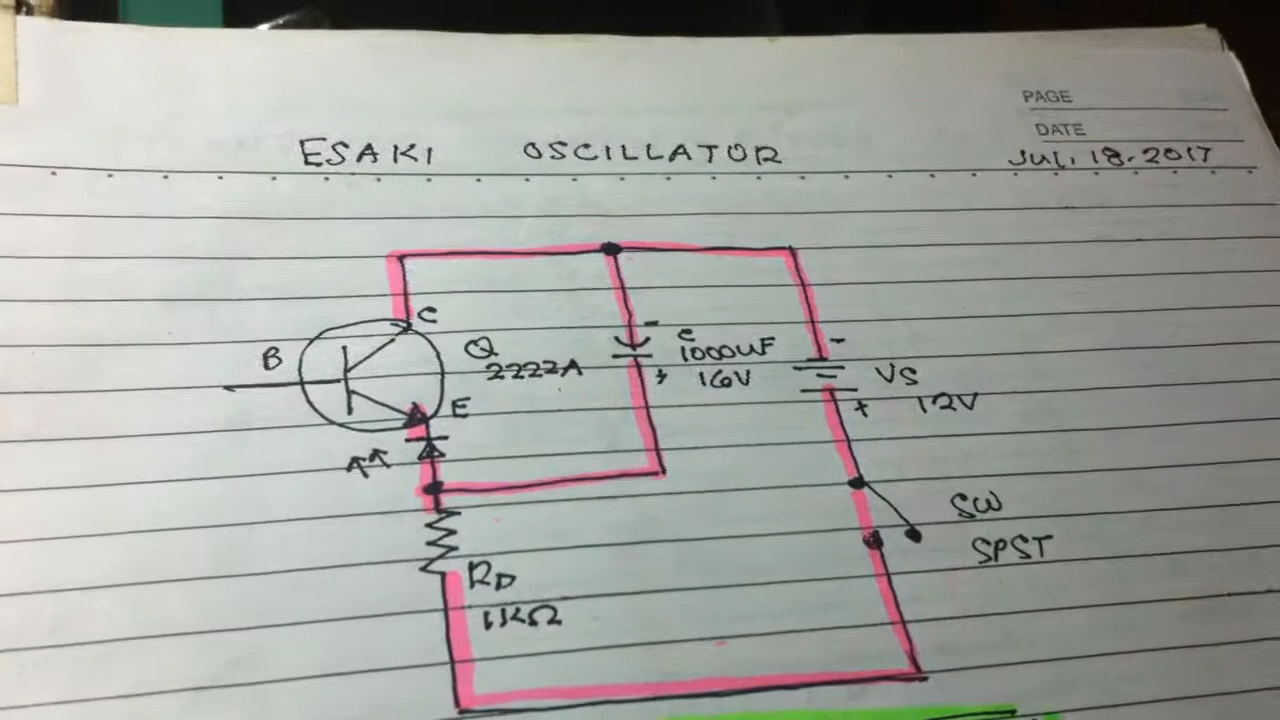 PAGE
DATE
ESAKI OSCILLATOR
JUL, 18.2017
C
B
Q
2222A
E
-
C
1000UF
+ 16V
-
VS
+ 12V
SW
SPST
RD
1KΩ